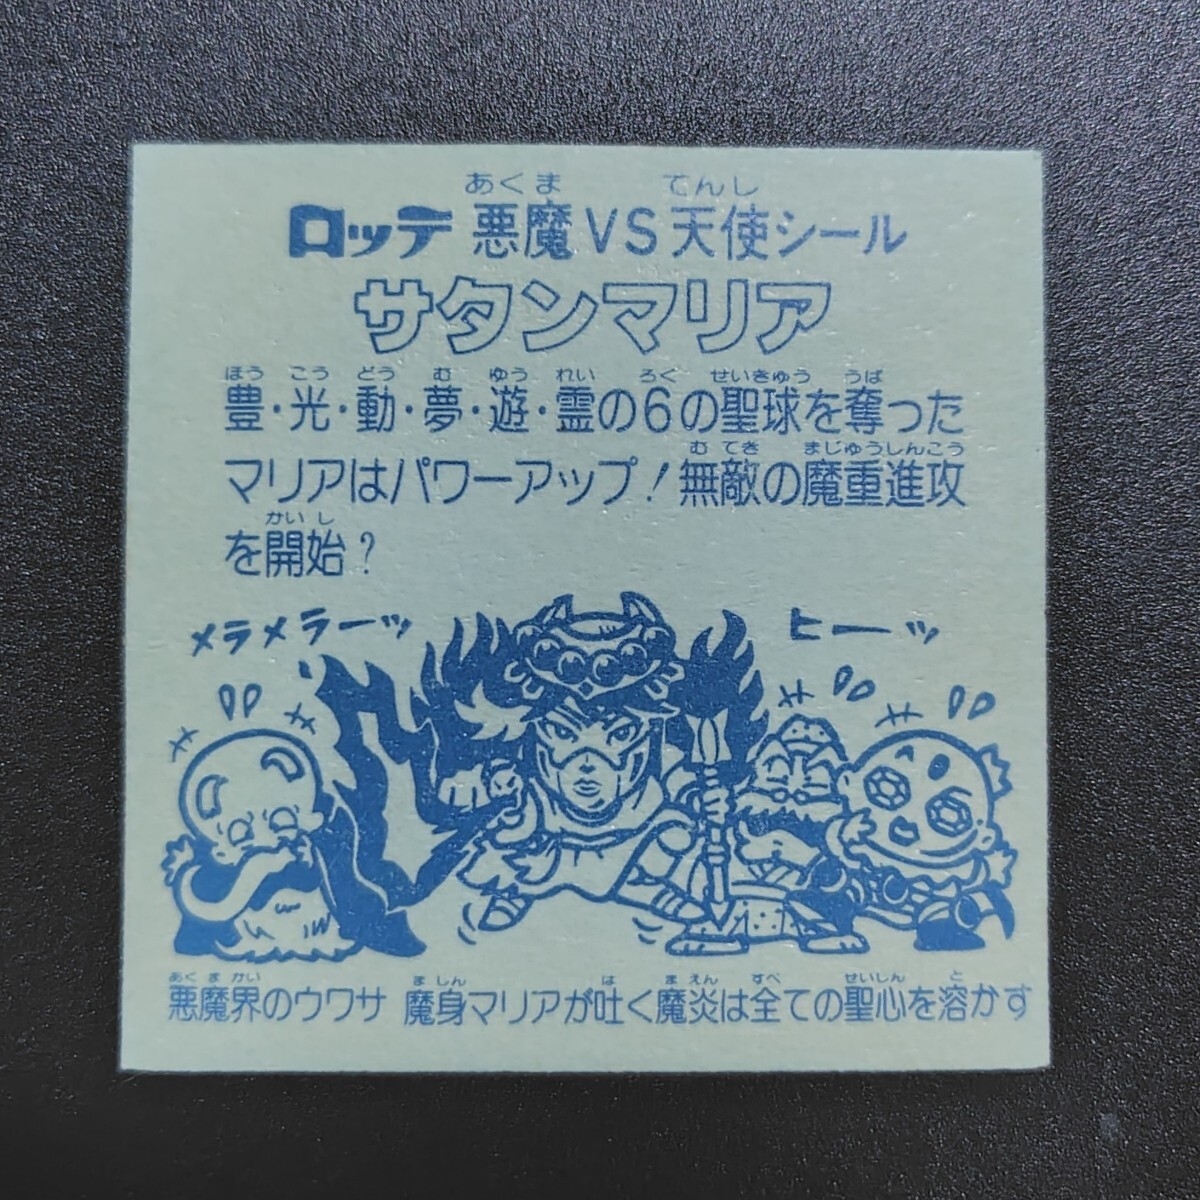 あくま てんし
ロッテ 悪魔VS天使シール
サタンマリア
ほう こう どう む ゆう れい ろく せいきゅう うば
豊・光・動・夢・遊・霊の6の聖球を奪った
むてき まじゅうしんこう
マリアはパワーアップ！無敵の魔重進攻
かいし
を開始？
メラメラーッ ヒーッ
あくまかい ましん は まえん すべ せいしん と
悪魔界のウワサ 魔身マリアが吐く魔炎は全ての聖心を溶かす